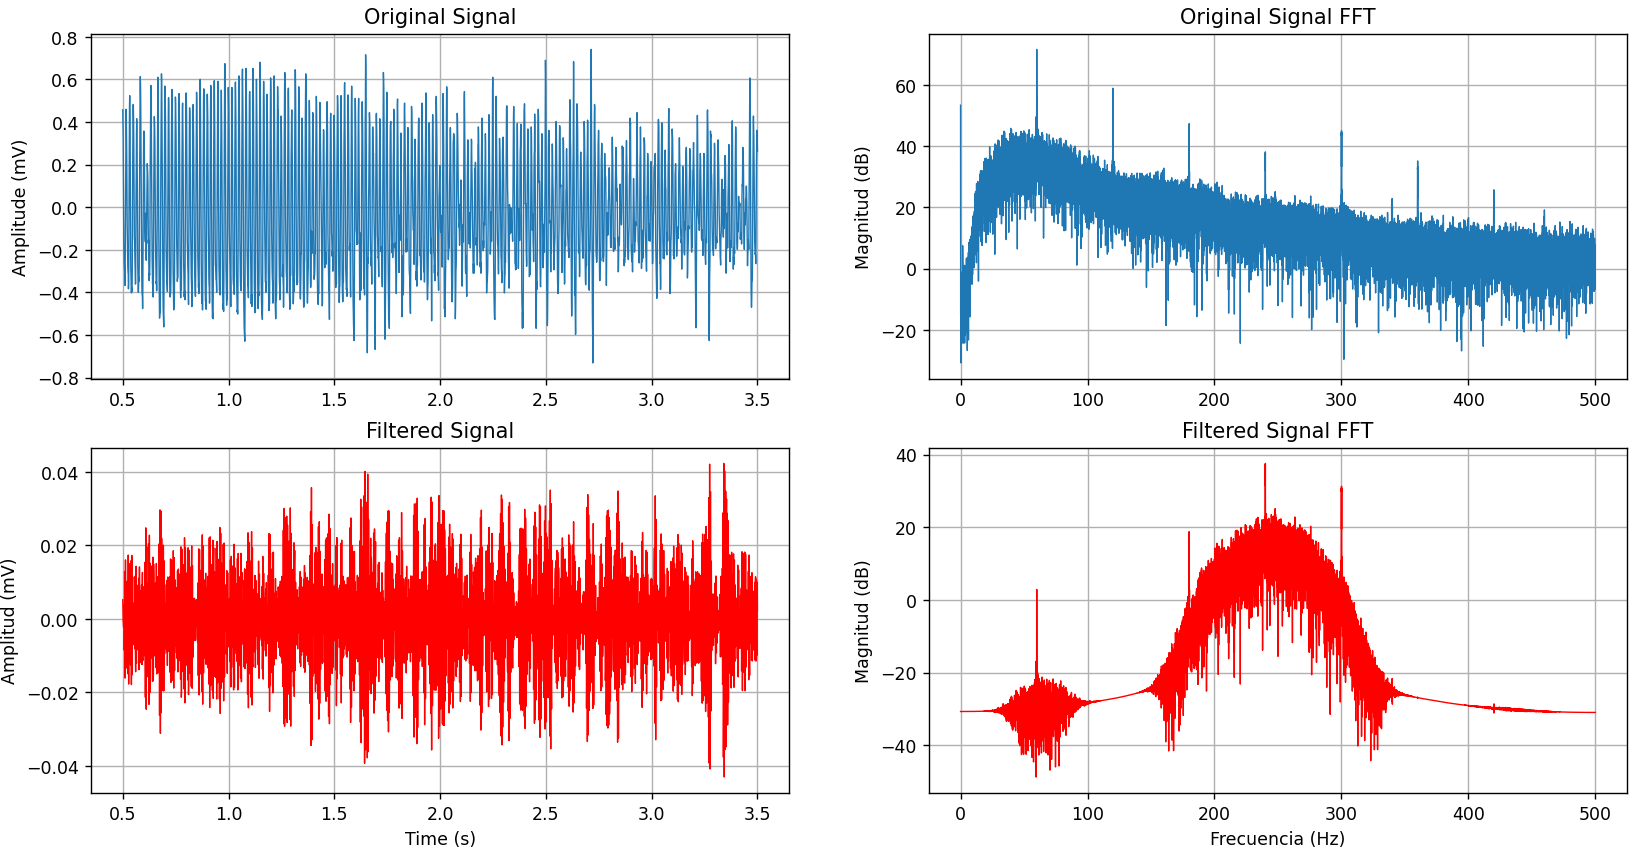 Original Signal
Amplitude (mV)
0.8
0.6
0.4
0.2
0.0
−0.2
−0.4
−0.6
−0.8
0.5 1.0 1.5 2.0 2.5 3.0 3.5
Original Signal FFT
Magnitud (dB)
60
40
20
0
−20
0 100 200 300 400 500
Filtered Signal
Amplitud (mV)
0.04
0.02
0.00
−0.02
−0.04
0.5 1.0 1.5 2.0 2.5 3.0 3.5
Time (s)
Filtered Signal FFT
Magnitud (dB)
40
20
0
−20
−40
0 100 200 300 400 500
Frecuencia (Hz)